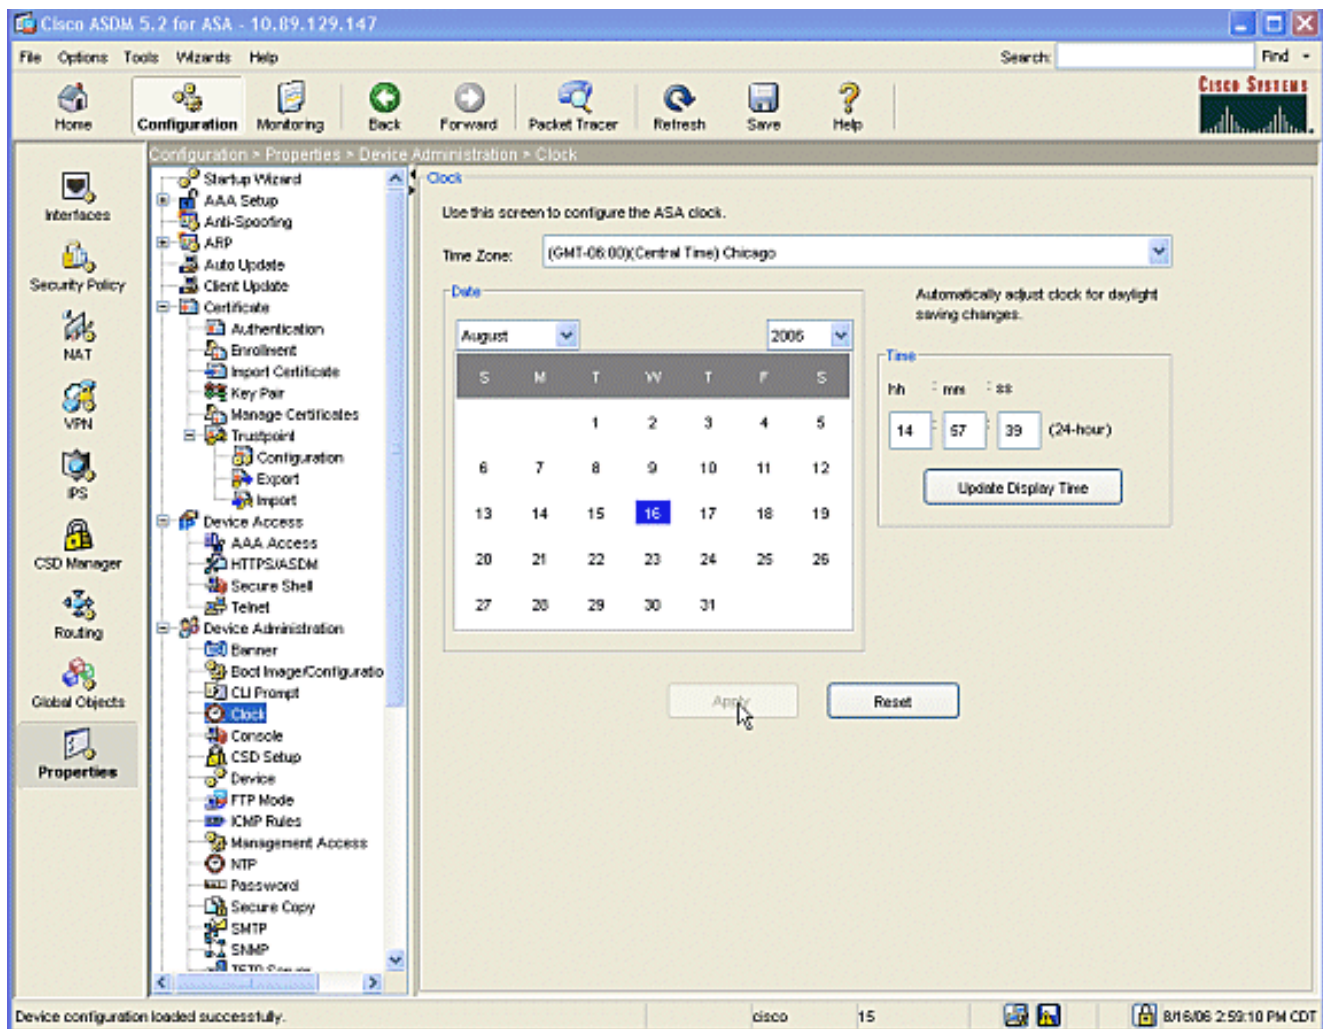 Cisco ASDM 5.2 for ASA - 10.89.129.147
File Options Tools Wizards Help
Search:
Find
Home
Configuration
Monitoring
Back
Forward
Packet Tracer
Refresh
Save
Help
CISCO SYSTEMS
Configuration > Properties > Device Administration > Clock
Interfaces
Security Policy
NAT
VPN
IPS
CSD Manager
Routing
Global Objects
Properties
Startup Wizard
AAA Setup
Anti-Spoofing
ARP
Auto Update
Client Update
Certificate
Authentication
Enrollment
Import Certificate
Key Pair
Manage Certificates
Trustpoint
Configuration
Export
Import
Device Access
AAA Access
HTTPS/ASDM
Secure Shell
Telnet
Device Administration
Banner
Boot Image/Configuratio
CLI Prompt
Clock
Console
CSD Setup
Device
FTP Mode
ICMP Rules
Management Access
NTP
Password
Secure Copy
SMTP
SNMP
TFTP Server
Clock
Use this screen to configure the ASA clock.
Time Zone: (GMT-06:00)(Central Time) Chicago
Date
August 2006
S M T W T F S
1 2 3 4 5
6 7 8 9 10 11 12
13 14 15 16 17 18 19
20 21 22 23 24 25 26
27 28 29 30 31
Automatically adjust clock for daylight
saving changes.
Time
hh : mm : ss
14 : 57 : 39 (24-hour)
Update Display Time
Apply
Reset
Device configuration loaded successfully.
cisco
15
8/16/06 2:59:10 PM CDT